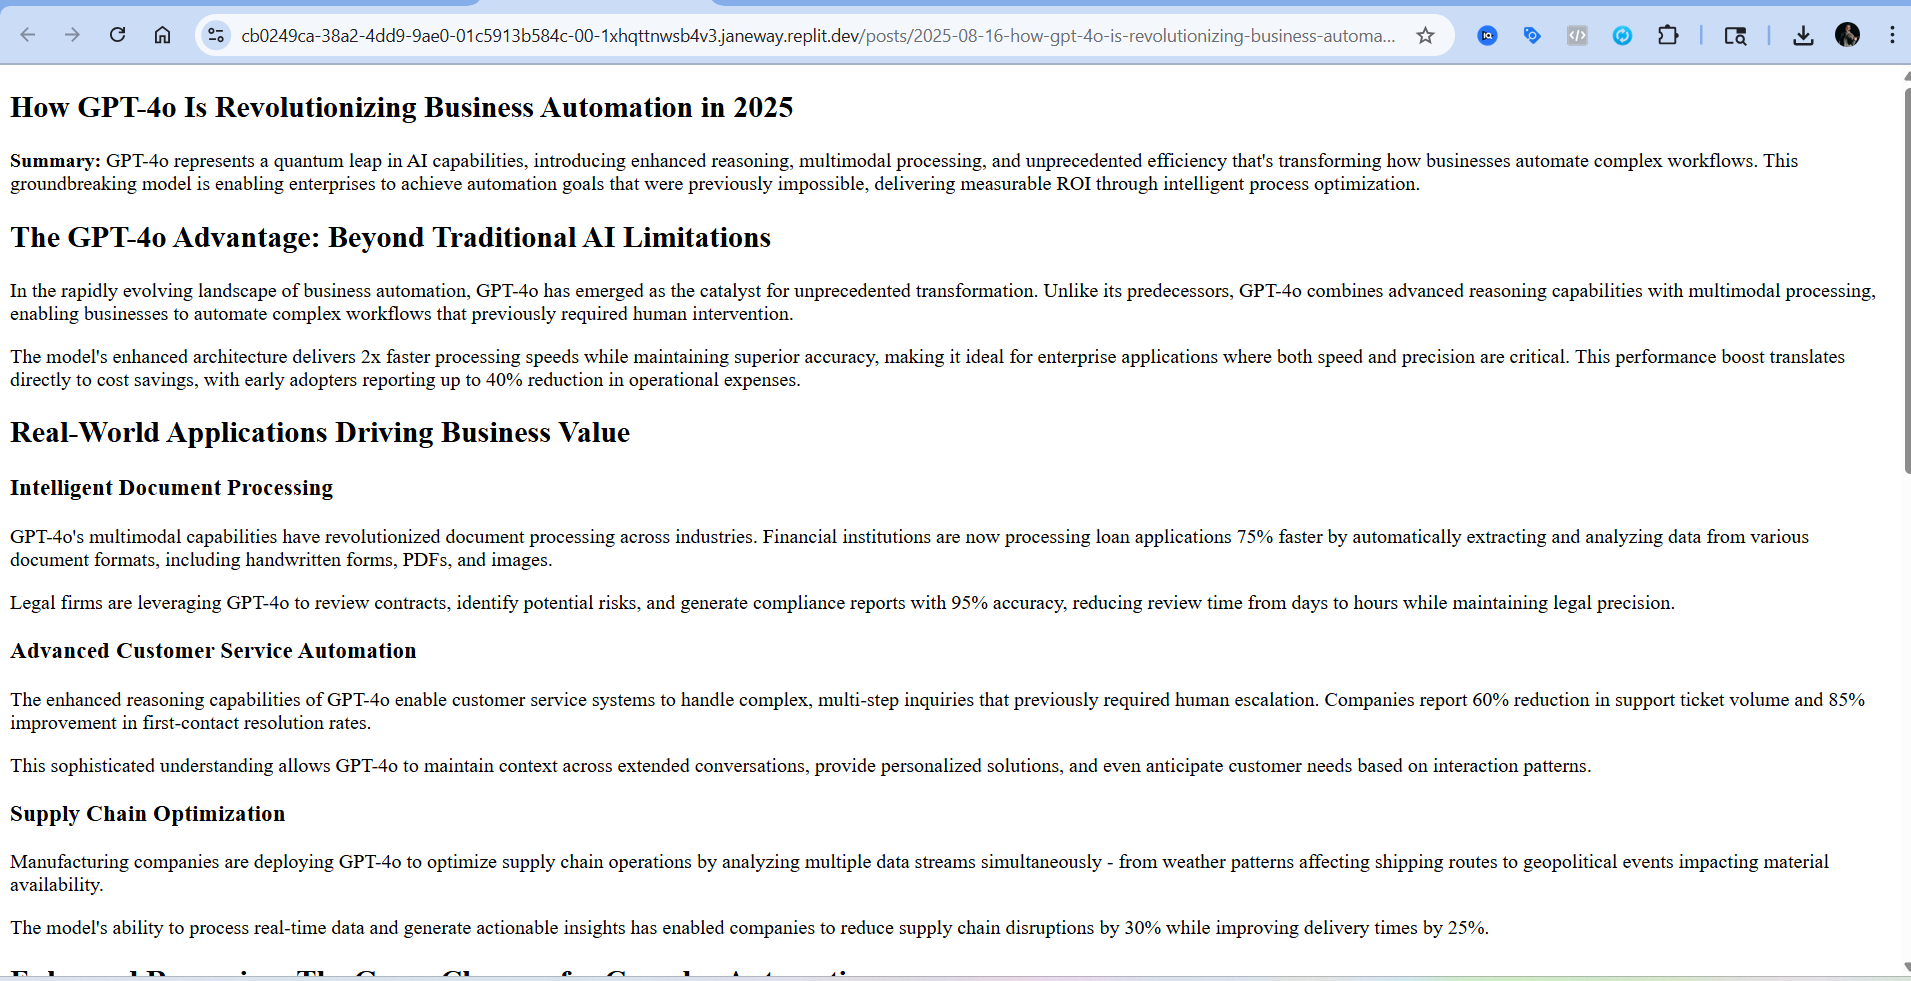 cb0249ca-38a2-4dd9-9ae0-01c5913b584c-00-1xhqttnwsb4v3.janeway.replit.dev/posts/2025-08-16-how-gpt-4o-is-revolutionizing-business-automa...
How GPT-4o Is Revolutionizing Business Automation in 2025
Summary: GPT-4o represents a quantum leap in AI capabilities, introducing enhanced reasoning, multimodal processing, and unprecedented efficiency that's transforming how businesses automate complex workflows. This
groundbreaking model is enabling enterprises to achieve automation goals that were previously impossible, delivering measurable ROI through intelligent process optimization.
The GPT-4o Advantage: Beyond Traditional AI Limitations
In the rapidly evolving landscape of business automation, GPT-4o has emerged as the catalyst for unprecedented transformation. Unlike its predecessors, GPT-4o combines advanced reasoning capabilities with multimodal processing,
enabling businesses to automate complex workflows that previously required human intervention.
The model's enhanced architecture delivers 2x faster processing speeds while maintaining superior accuracy, making it ideal for enterprise applications where both speed and precision are critical. This performance boost translates
directly to cost savings, with early adopters reporting up to 40% reduction in operational expenses.
Real-World Applications Driving Business Value
Intelligent Document Processing
GPT-4o's multimodal capabilities have revolutionized document processing across industries. Financial institutions are now processing loan applications 75% faster by automatically extracting and analyzing data from various
document formats, including handwritten forms, PDFs, and images.
Legal firms are leveraging GPT-4o to review contracts, identify potential risks, and generate compliance reports with 95% accuracy, reducing review time from days to hours while maintaining legal precision.
Advanced Customer Service Automation
The enhanced reasoning capabilities of GPT-4o enable customer service systems to handle complex, multi-step inquiries that previously required human escalation. Companies report 60% reduction in support ticket volume and 85%
improvement in first-contact resolution rates.
This sophisticated understanding allows GPT-4o to maintain context across extended conversations, provide personalized solutions, and even anticipate customer needs based on interaction patterns.
Supply Chain Optimization
Manufacturing companies are deploying GPT-4o to optimize supply chain operations by analyzing multiple data streams simultaneously - from weather patterns affecting shipping routes to geopolitical events impacting material
availability.
The model's ability to process real-time data and generate actionable insights has enabled companies to reduce supply chain disruptions by 30% while improving delivery times by 25%.